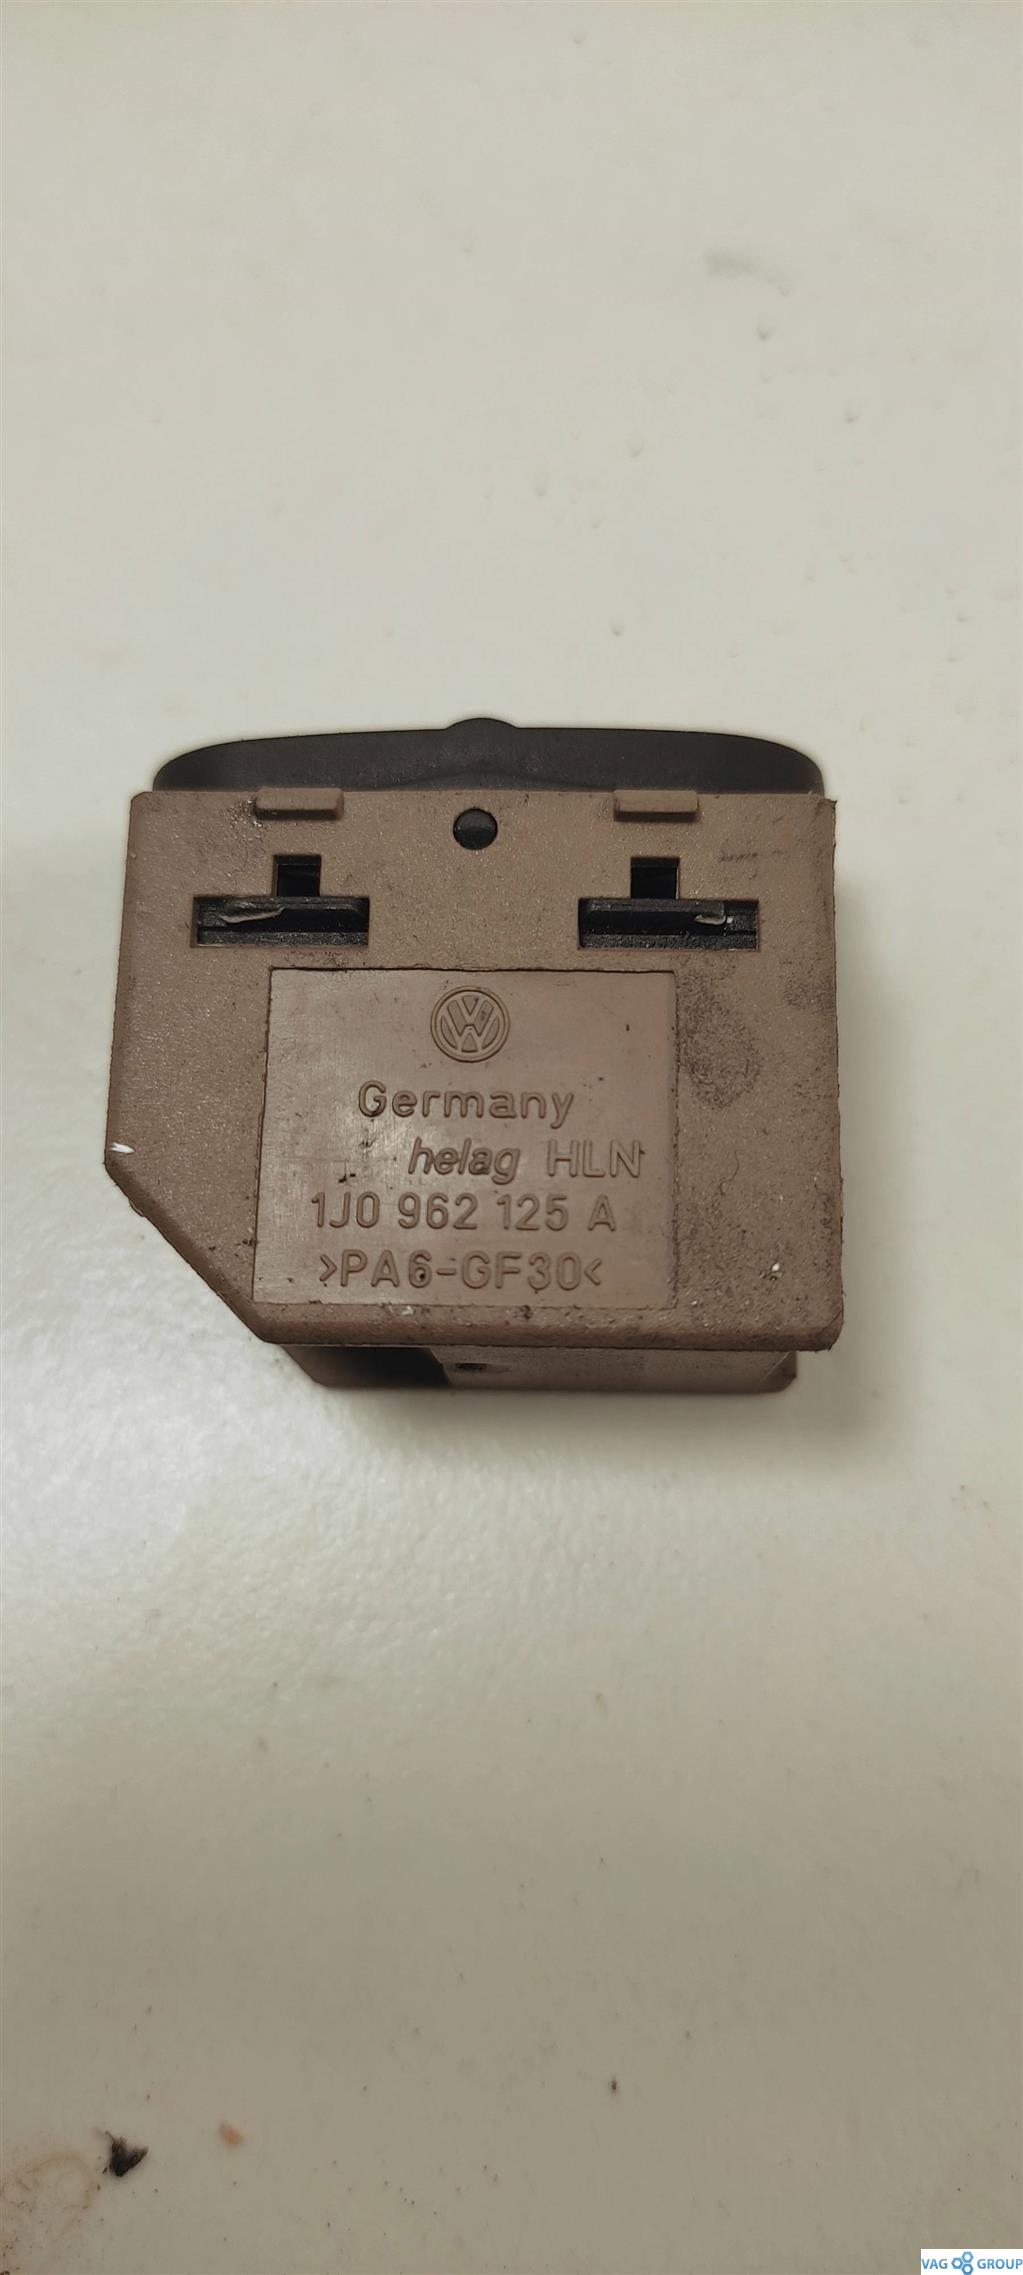 Germany
helag HLN
1J0 962 125 A
>PA6-GF30<
VAG GROUP